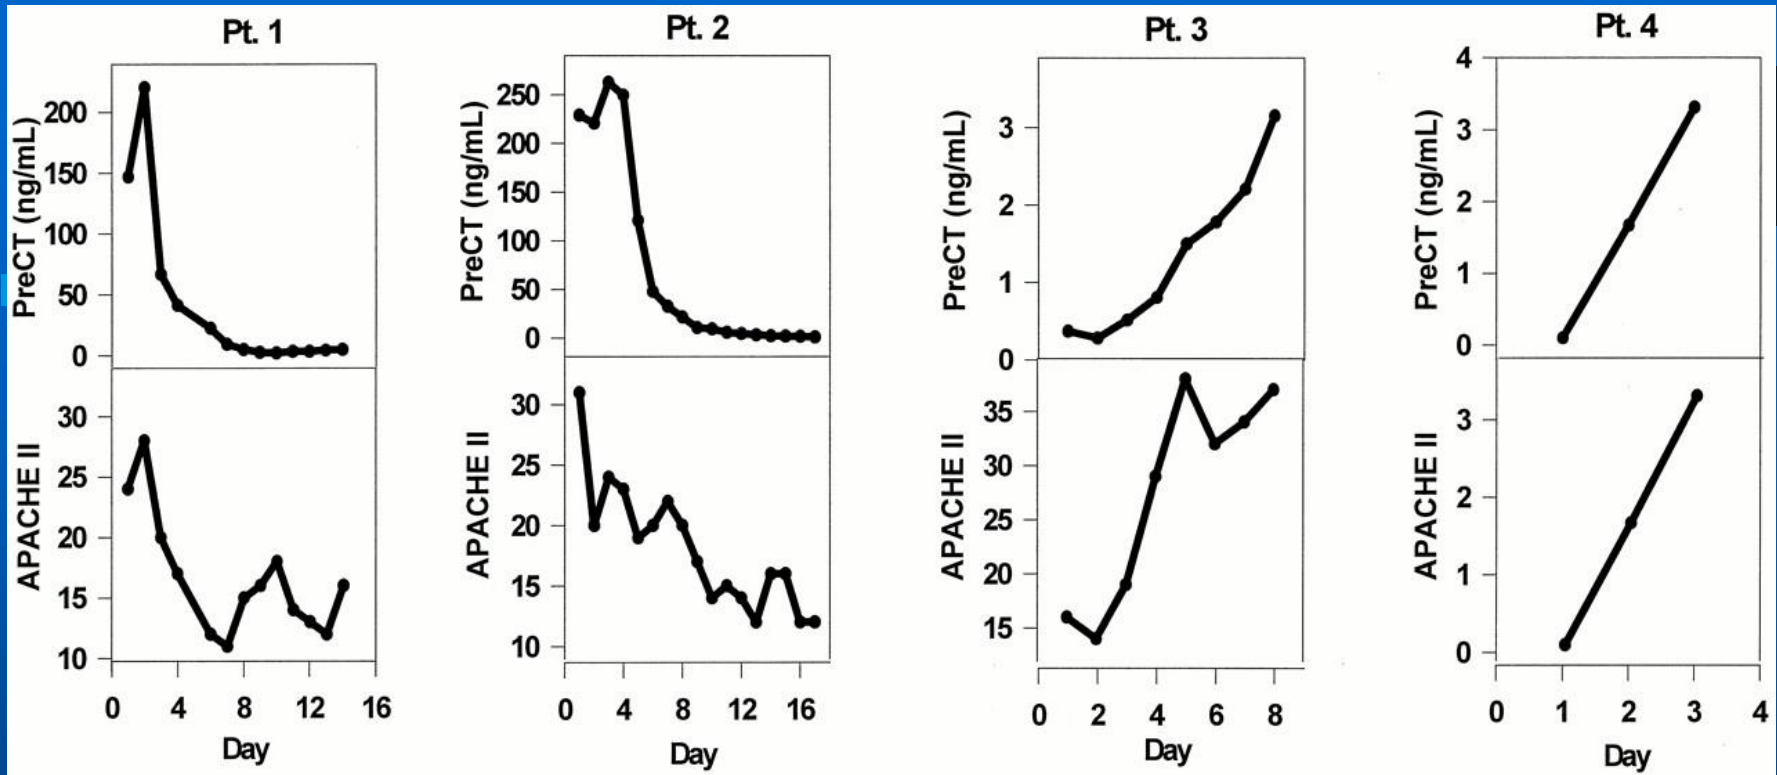 Pt. 1
PreCT (ng/mL)
200
150
100
50
0
APACHE II
30
25
20
15
10
0 4 8 12 16
Day
Pt. 2
PreCT (ng/mL)
250
200
150
100
50
0
APACHE II
30
25
20
15
10
0 4 8 12 16
Day
Pt. 3
PreCT (ng/mL)
3
2
1
0
APACHE II
35
30
25
20
15
0 2 4 6 8
Day
Pt. 4
PreCT (ng/mL)
4
3
2
1
0
APACHE II
3
2
1
0
0 1 2 3 4
Day